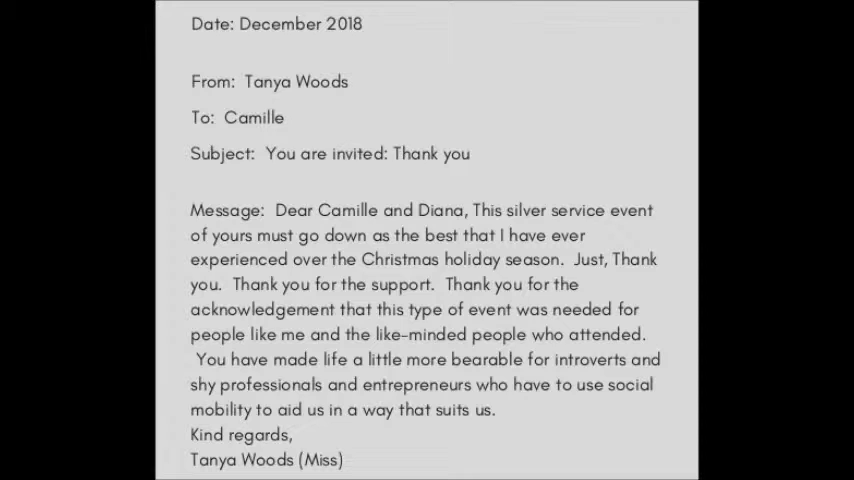 Date: December 2018
From: Tanya Woods
To: Camille
Subject: You are invited: Thank you
Message: Dear Camille and Diana, This silver service event
of yours must go down as the best that I have ever
experienced over the Christmas holiday season. Just, Thank
you. Thank you for the support. Thank you for the
acknowledgement that this type of event was needed for
people like me and the like-minded people who attended.
You have made life a little more bearable for introverts and
shy professionals and entrepreneurs who have to use social
mobility to aid us in a way that suits us.
Kind regards,
Tanya Woods (Miss)